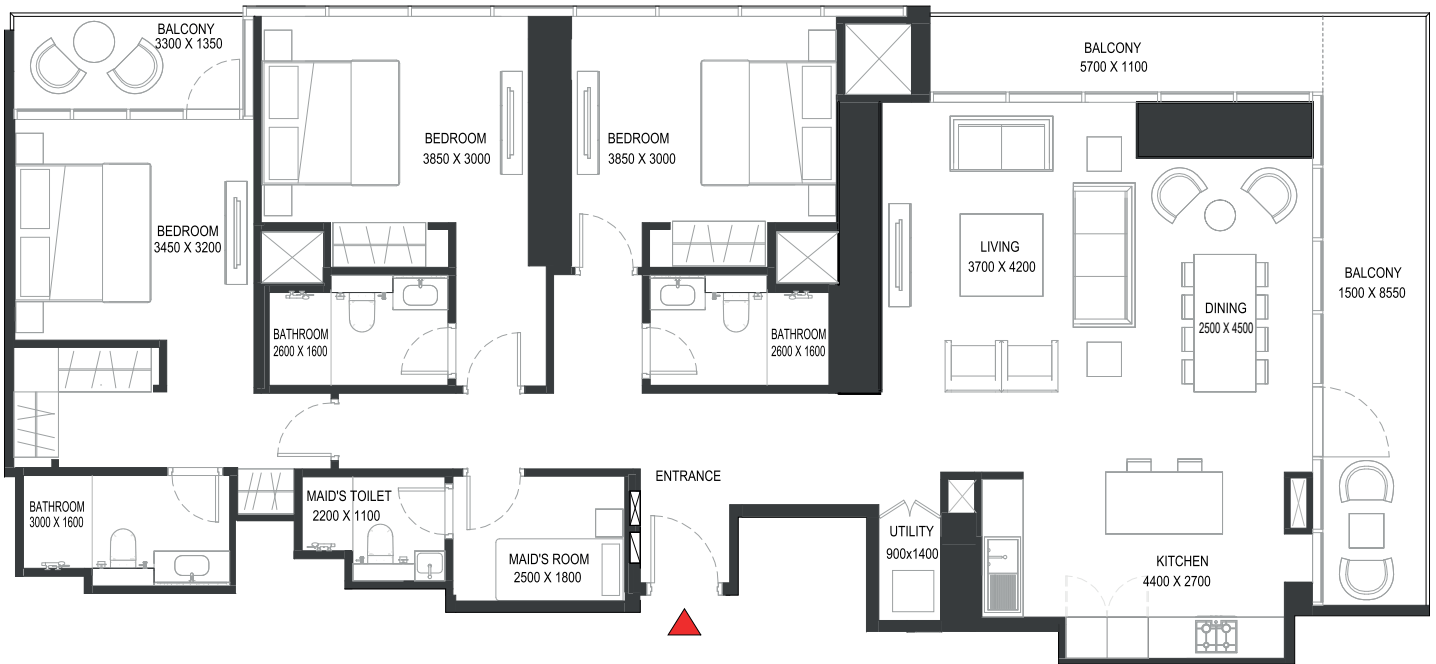 BALCONY
3300 X 1350
BALCONY
5700 X 1100
BEDROOM
3850 X 3000
BEDROOM
3850 X 3000
BEDROOM
3450 X 3200
LIVING
3700 X 4200
BALCONY
1500 X 8550
DINING
2500 X 4500
BATHROOM
2600 X 1600
BATHROOM
2600 X 1600
ENTRANCE
BATHROOM
3000 X 1600
MAID'S TOILET
2200 X 1100
MAID'S ROOM
2500 X 1800
UTILITY
900x1400
KITCHEN
4400 X 2700